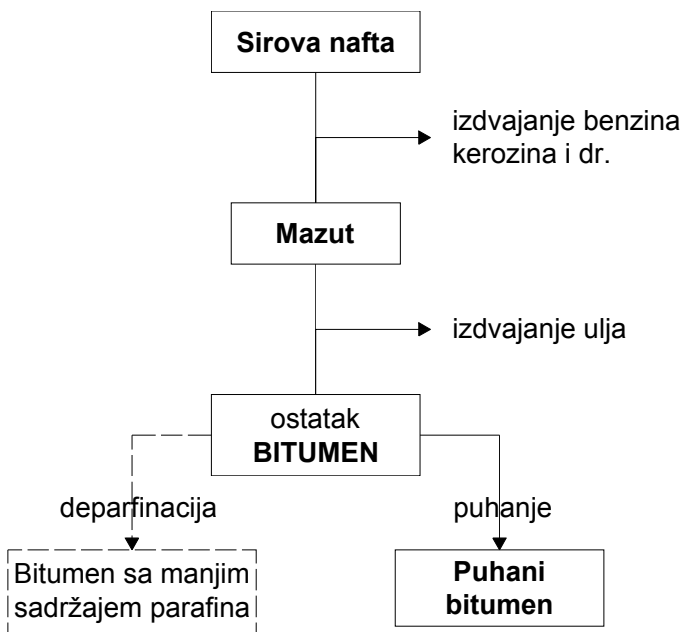 Sirova nafta
izdvajanje benzina
kerozina i dr.
Mazut
izdvajanje ulja
ostatak
BITUMEN
deparfinacija
puhanje
Bitumen sa manjim
sadržajem parafina
Puhani
bitumen